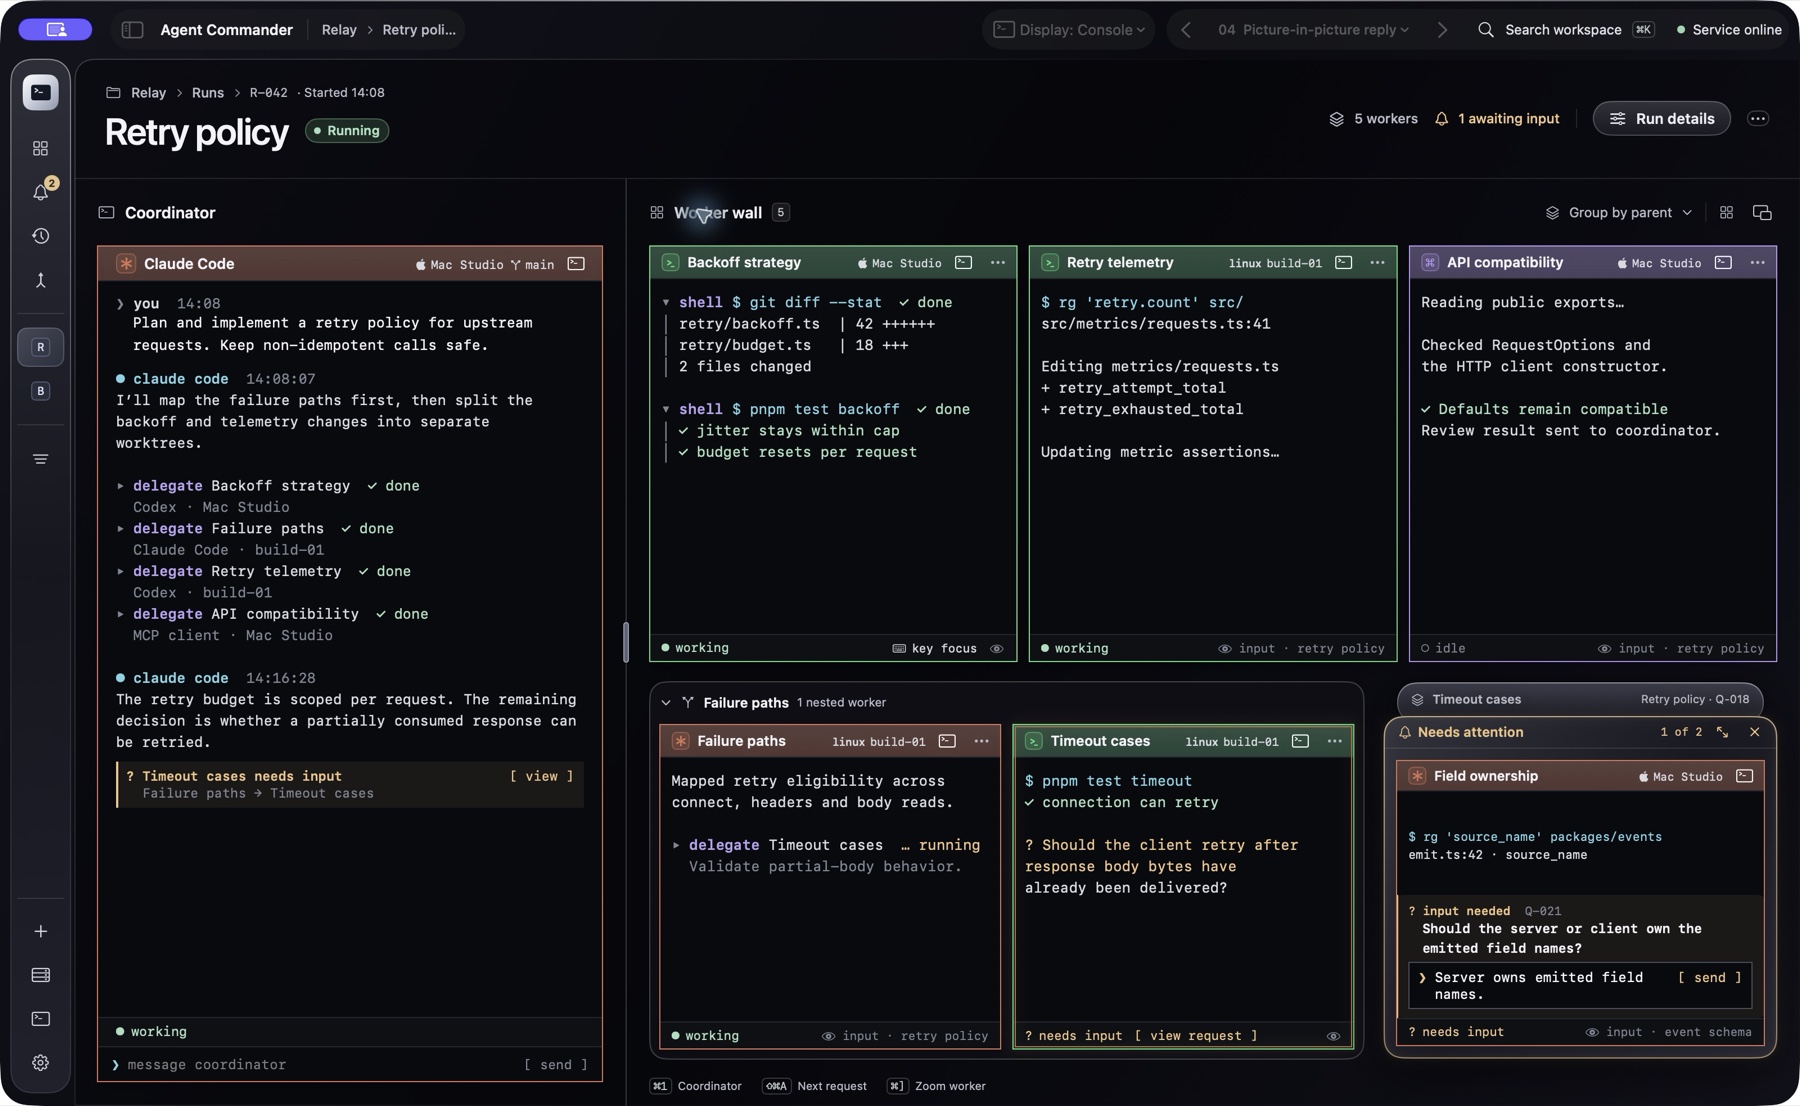 Agent Commander
Relay > Retry poli...
Display: Console
04 Picture-in-picture reply
Search workspace ⌘K
Service online
Relay > Runs > R-042 · Started 14:08
Retry policy
Running
5 workers
1 awaiting input
Run details
2
R
B
Coordinator
Claude Code
Mac Studio main
❯ you 14:08
Plan and implement a retry policy for upstream
requests. Keep non-idempotent calls safe.
claude code 14:08:07
I'll map the failure paths first, then split the
backoff and telemetry changes into separate
worktrees.
▸ delegate Backoff strategy ✓ done
Codex · Mac Studio
▸ delegate Failure paths ✓ done
Claude Code · build-01
▸ delegate Retry telemetry ✓ done
Codex · build-01
▸ delegate API compatibility ✓ done
MCP client · Mac Studio
claude code 14:16:28
The retry budget is scoped per request. The remaining
decision is whether a partially consumed response can
be retried.
? Timeout cases needs input [ view ]
Failure paths → Timeout cases
working
❯ message coordinator [ send ]
Worker wall 5
Group by parent
Backoff strategy
Mac Studio
▾ shell $ git diff --stat ✓ done
retry/backoff.ts | 42 ++++++
retry/budget.ts | 18 +++
2 files changed
▾ shell $ pnpm test backoff ✓ done
✓ jitter stays within cap
✓ budget resets per request
working
key focus
Retry telemetry
linux build-01
$ rg 'retry.count' src/
src/metrics/requests.ts:41
Editing metrics/requests.ts
+ retry_attempt_total
+ retry_exhausted_total
Updating metric assertions…
working
input · retry policy
API compatibility
Mac Studio
Reading public exports…
Checked RequestOptions and
the HTTP client constructor.
✓ Defaults remain compatible
Review result sent to coordinator.
idle
input · retry policy
Failure paths 1 nested worker
Failure paths
linux build-01
Mapped retry eligibility across
connect, headers and body reads.
▸ delegate Timeout cases … running
Validate partial-body behavior.
working
input · retry policy
Timeout cases
linux build-01
$ pnpm test timeout
✓ connection can retry
? Should the client retry after
response body bytes have
already been delivered?
? needs input [ view request ]
Timeout cases
Retry policy · Q-018
Needs attention
1 of 2
Field ownership
Mac Studio
$ rg 'source_name' packages/events
emit.ts:42 · source_name
? input needed Q-021
Should the server or client own the
emitted field names?
❯ Server owns emitted field [ send ]
names.
? needs input
input · event schema
⌘1 Coordinator
⇧⌘A Next request
⌘] Zoom worker